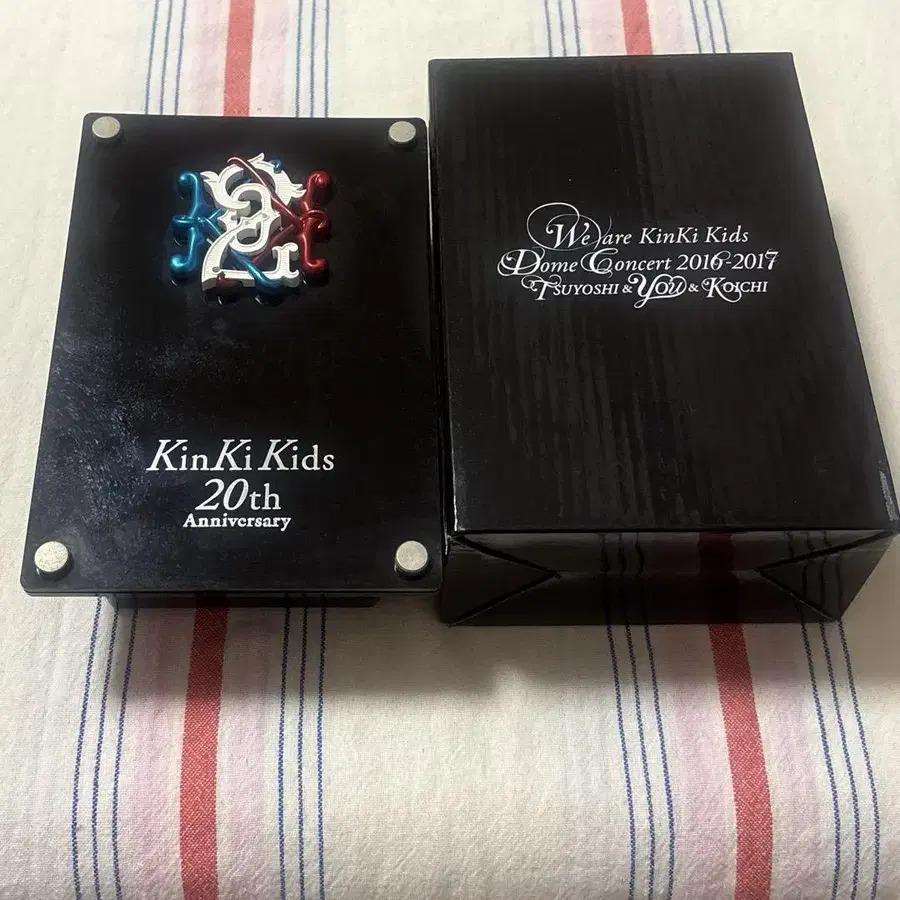 KinKi Kids
20th
Anniversary
We are KinKi Kids
Dome Concert 2016-2017
TSUYOSHI & YOU & KOICHI